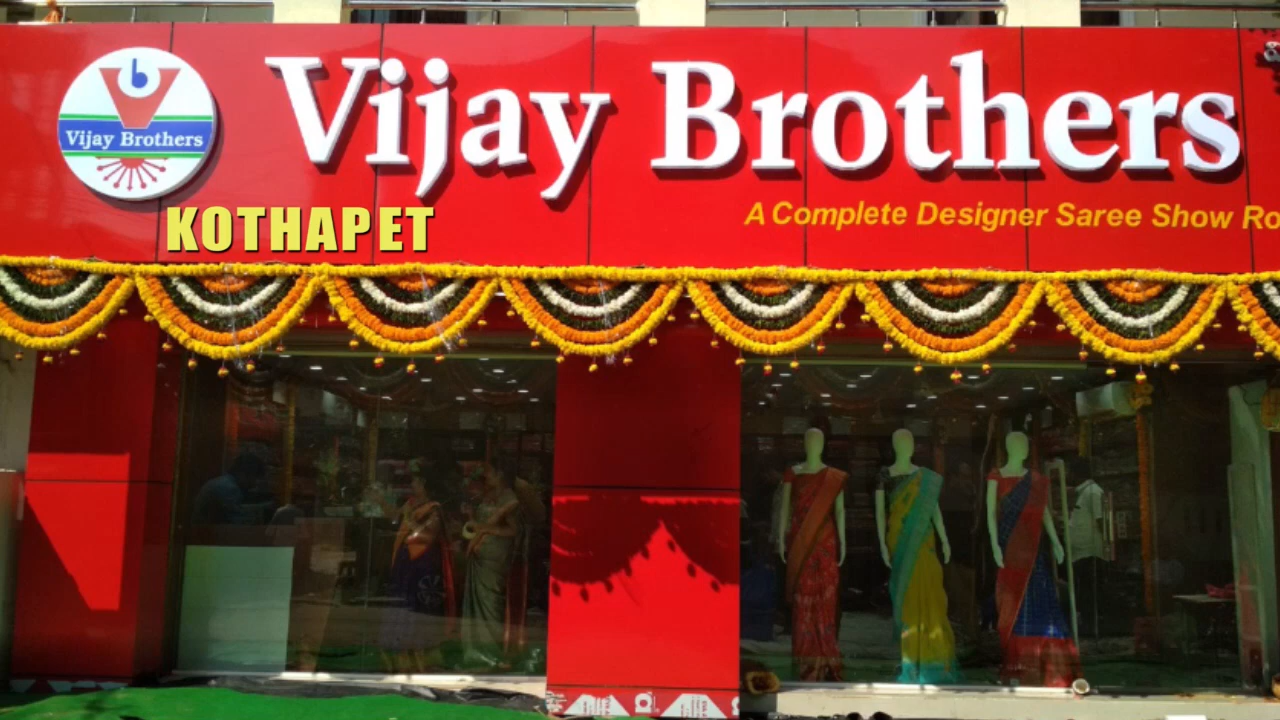 b
Vijay Brothers
Vijay Brothers
KOTHAPET
A Complete Designer Saree Show Ro